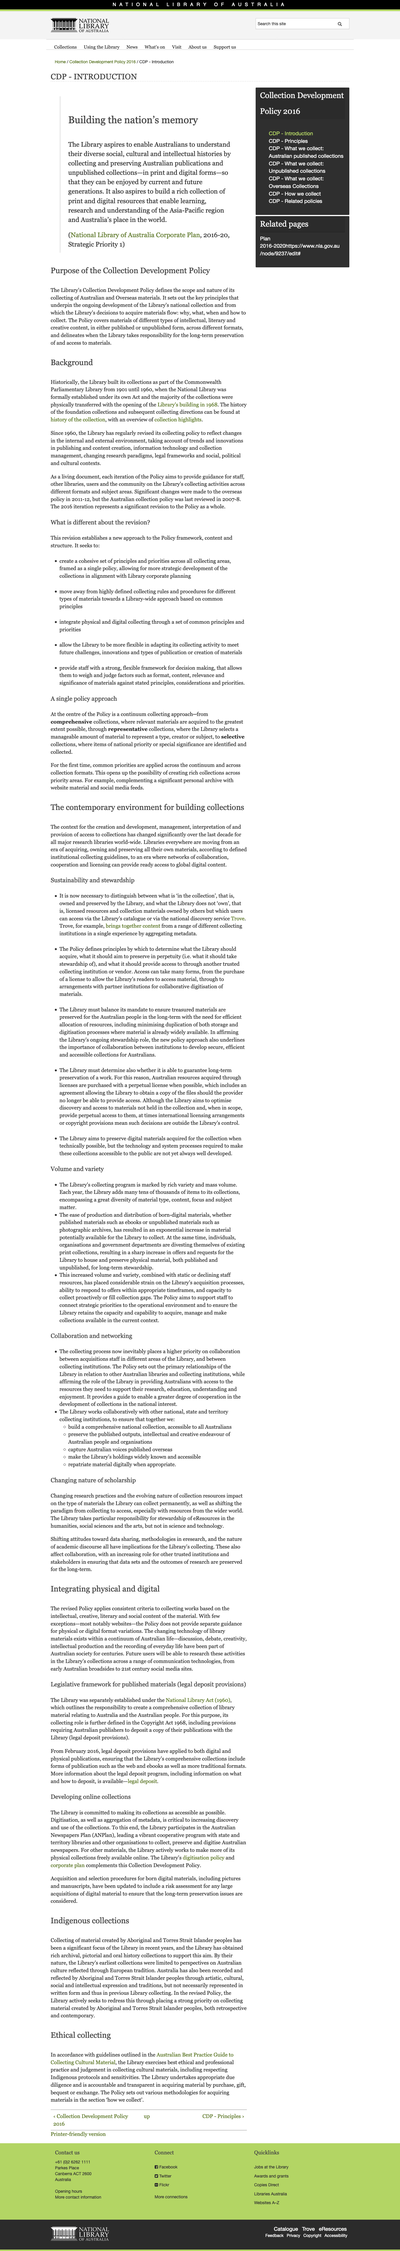 NATIONAL LIBRARY OF AUSTRALIA
NATIONAL
LIBRARY
OF AUSTRALIA
Search this site
Collections Using the Library News What's on Visit About us Support us
Home / Collection Development Policy 2016 / CDP - Introduction
CDP - INTRODUCTION
Building the nation's memory
The Library aspires to enable Australians to understand
their diverse social, cultural and intellectual histories by
collecting and preserving Australian publications and
unpublished collections—in print and digital forms—so
that they can be enjoyed by current and future
generations. It also aspires to build a rich collection of
print and digital resources that enable learning,
research and understanding of the Asia-Pacific region
and Australia's place in the world.
(National Library of Australia Corporate Plan, 2016-20,
Strategic Priority 1)
Collection Development
Policy 2016
CDP - Introduction
CDP - Principles
CDP - What we collect:
Australian published collections
CDP - What we collect:
Unpublished collections
CDP - What we collect:
Overseas Collections
CDP - How we collect
CDP - Related policies
Related pages
Plan
2016-2020https://www.nla.gov.au
/node/9237/edit#
Purpose of the Collection Development Policy
The Library's Collection Development Policy defines the scope and nature of its
collecting of Australian and Overseas materials. It sets out the key principles that
underpin the ongoing development of the Library's national collection and from
which the Library's decisions to acquire materials flow: why, what, when and how to
collect. The Policy covers materials of different types of intellectual, literary and
creative content, in either published or unpublished form, across different formats,
and delineates when the Library takes responsibility for the long-term preservation
of and access to materials.
Background
Historically, the Library built its collections as part of the Commonwealth
Parliamentary Library from 1901 until 1960, when the National Library was
formally established under its own Act and the majority of the collections were
physically transferred with the opening of the Library's building in 1968. The history
of the foundation collections and subsequent collecting directions can be found at
history of the collection, with an overview of collection highlights.
Since 1960, the Library has regularly revised its collecting policy to reflect changes
in the internal and external environment, taking account of trends and innovations
in publishing and content creation, information technology and collection
management, changing research paradigms, legal frameworks and social, political
and cultural contexts.
As a living document, each iteration of the Policy aims to provide guidance for staff,
other libraries, users and the community on the Library's collecting activities across
different formats and subject areas. Significant changes were made to the overseas
policy in 2011-12, but the Australian collection policy was last reviewed in 2007-8.
The 2016 iteration represents a significant revision to the Policy as a whole.
What is different about the revision?
This revision establishes a new approach to the Policy framework, content and
structure. It seeks to:
• create a cohesive set of principles and priorities across all collecting areas,
framed as a single policy, allowing for more strategic development of the
collections in alignment with Library corporate planning
• move away from highly defined collecting rules and procedures for different
types of materials towards a Library-wide approach based on common
principles
• integrate physical and digital collecting through a set of common principles and
priorities
• allow the Library to be more flexible in adapting its collecting activity to meet
future challenges, innovations and types of publication or creation of materials
• provide staff with a strong, flexible framework for decision making, that allows
them to weigh and judge factors such as format, content, relevance and
significance of materials against stated principles, considerations and priorities.
A single policy approach
At the centre of the Policy is a continuum collecting approach–from
comprehensive collections, where relevant materials are acquired to the greatest
extent possible, through representative collections, where the Library selects a
manageable amount of material to represent a type, creator or subject, to selective
collections, where items of national priority or special significance are identified and
collected.
For the first time, common priorities are applied across the continuum and across
collection formats. This opens up the possibility of creating rich collections across
priority areas. For example, complementing a significant personal archive with
website material and social media feeds.
The contemporary environment for building collections
The context for the creation and development, management, interpretation of and
provision of access to collections has changed significantly over the last decade for
all major research libraries world-wide. Libraries everywhere are moving from an
era of acquiring, owning and preserving all their own materials, according to defined
institutional collecting guidelines, to an era where networks of collaboration,
cooperation and licensing can provide ready access to global digital content.
Sustainability and stewardship
• It is now necessary to distinguish between what is 'in the collection', that is,
owned and preserved by the Library, and what the Library does not 'own', that
is, licensed resources and collection materials owned by others but which users
can access via the Library's catalogue or via the national discovery service Trove.
Trove, for example, brings together content from a range of different collecting
institutions in a single experience by aggregating metadata.
• The Policy defines principles by which to determine what the Library should
acquire, what it should aim to preserve in perpetuity (i.e. what it should take
stewardship of), and what it should provide access to through another trusted
collecting institution or vendor. Access can take many forms, from the purchase
of a license to allow the Library's readers to access material, through to
arrangements with partner institutions for collaborative digitisation of
materials.
• The Library must balance its mandate to ensure treasured materials are
preserved for the Australian people in the long-term with the need for efficient
allocation of resources, including minimising duplication of both storage and
digitisation processes where material is already widely available. In affirming
the Library's ongoing stewardship role, the new policy approach also underlines
the importance of collaboration between institutions to develop secure, efficient
and accessible collections for Australians.
• The Library must determine also whether it is able to guarantee long-term
preservation of a work. For this reason, Australian resources acquired through
licenses are purchased with a perpetual license when possible, which includes an
agreement allowing the Library to obtain a copy of the files should the provider
no longer be able to provide access. Although the Library aims to optimise
discovery and access to materials not held in the collection and, when in scope,
provide perpetual access to them, at times international licensing arrangements
or copyright provisions mean such decisions are outside the Library's control.
• The Library aims to preserve digital materials acquired for the collection when
technically possible, but the technology and system processes required to make
these collections accessible to the public are not yet always well developed.
Volume and variety
• The Library's collecting program is marked by rich variety and mass volume.
Each year, the Library adds many tens of thousands of items to its collections,
encompassing a great diversity of material type, content, focus and subject
matter.
• The ease of production and distribution of born-digital materials, whether
published materials such as ebooks or unpublished materials such as
photographic archives, has resulted in an exponential increase in material
potentially available for the Library to collect. At the same time, individuals,
organisations and government departments are divesting themselves of existing
print collections, resulting in a sharp increase in offers and requests for the
Library to house and preserve physical material, both published and
unpublished, for long-term stewardship.
• This increased volume and variety, combined with static or declining staff
resources, has placed considerable strain on the Library's acquisition processes,
ability to respond to offers within appropriate timeframes, and capacity to
collect proactively or fill collection gaps. The Policy aims to support staff to
connect strategic priorities to the operational environment and to ensure the
Library retains the capacity and capability to acquire, manage and make
collections available in the current context.
Collaboration and networking
• The collecting process now inevitably places a higher priority on collaboration
between acquisitions staff in different areas of the Library, and between
collecting institutions. The Policy sets out the primary relationships of the
Library in relation to other Australian libraries and collecting institutions, while
affirming the role of the Library in providing Australians with access to the
resources they need to support their research, education, understanding and
enjoyment. It provides a guide to enable a greater degree of cooperation in the
development of collections in the national interest.
• The Library works collaboratively with other national, state and territory
collecting institutions, to ensure that together we:
○ build a comprehensive national collection, accessible to all Australians
○ preserve the published outputs, intellectual and creative endeavour of
Australian people and organisations
○ capture Australian voices published overseas
○ make the Library's holdings widely known and accessible
○ repatriate material digitally when appropriate.
Changing nature of scholarship
Changing research practices and the evolving nature of collection resources impact
on the type of materials the Library can collect permanently, as well as shifting the
paradigm from collecting to access, especially with resources from the wider world.
The Library takes particular responsibility for stewardship of eResources in the
humanities, social sciences and the arts, but not in science and technology.
Shifting attitudes toward data sharing, methodologies in eresearch, and the nature
of academic discourse all have implications for the Library's collecting. These also
affect collaboration, with an increasing role for other trusted institutions and
stakeholders in ensuring that data sets and the outcomes of research are preserved
for the long-term.
Integrating physical and digital
The revised Policy applies consistent criteria to collecting works based on the
intellectual, creative, literary and social content of the material. With few
exceptions—most notably websites—the Policy does not provide separate guidance
for physical or digital format variations. The changing technology of library
materials exists within a continuum of Australian life—discussion, debate, creativity,
intellectual production and the recording of everyday life have been part of
Australian society for centuries. Future users will be able to research these activities
in the Library's collections across a range of communication technologies, from
early Australian broadsides to 21st century social media sites.
Legislative framework for published materials (legal deposit provisions)
The Library was separately established under the National Library Act (1960),
which outlines the responsibility to create a comprehensive collection of library
material relating to Australia and the Australian people. For this purpose, its
collecting role is further defined in the Copyright Act 1968, including provisions
requiring Australian publishers to deposit a copy of their publications with the
Library (legal deposit provisions).
From February 2016, legal deposit provisions have applied to both digital and
physical publications, ensuring that the Library's comprehensive collections include
forms of publication such as the web and ebooks as well as more traditional formats.
More information about the legal deposit program, including information on what
and how to deposit, is available—legal deposit.
Developing online collections
The Library is committed to making its collections as accessible as possible.
Digitisation, as well as aggregation of metadata, is critical to increasing discovery
and use of the collections. To this end, the Library participates in the Australian
Newspapers Plan (ANPlan), leading a vibrant cooperative program with state and
territory libraries and other organisations to collect, preserve and digitise Australian
newspapers. For other materials, the Library actively works to make more of its
physical collections freely available online. The Library's digitisation policy and
corporate plan complements this Collection Development Policy.
Acquisition and selection procedures for born digital materials, including pictures
and manuscripts, have been updated to include a risk assessment for any large
acquisitions of digital material to ensure that the long-term preservation issues are
considered.
Indigenous collections
Collecting of material created by Aboriginal and Torres Strait Islander peoples has
been a significant focus of the Library in recent years, and the Library has obtained
rich archival, pictorial and oral history collections to support this aim. By their
nature, the Library's earliest collections were limited to perspectives on Australian
culture reflected through European tradition. Australia has also been recorded and
reflected by Aboriginal and Torres Strait Islander peoples through artistic, cultural,
social and intellectual expression and traditions, but not necessarily represented in
written form and thus in previous Library collecting. In the revised Policy, the
Library actively seeks to redress this through placing a strong priority on collecting
material created by Aboriginal and Torres Strait Islander peoples, both retrospective
and contemporary.
Ethical collecting
In accordance with guidelines outlined in the Australian Best Practice Guide to
Collecting Cultural Material, the Library exercises best ethical and professional
practice and judgement in collecting cultural materials, including respecting
Indigenous protocols and sensitivities. The Library undertakes appropriate due
diligence and is accountable and transparent in acquiring material by purchase, gift,
bequest or exchange. The Policy sets out various methodologies for acquiring
materials in the section 'how we collect'.
‹ Collection Development Policy 2016 up CDP - Principles ›
Printer-friendly version
Contact us
+61 (0)2 6262 1111
Parkes Place
Canberra ACT 2600
Australia
Opening hours
More contact information
Connect
Facebook
Twitter
Flickr
More connections
Quicklinks
Jobs at the Library
Awards and grants
Copies Direct
Libraries Australia
Websites A-Z
NATIONAL
LIBRARY
OF AUSTRALIA
Catalogue Trove eResources
Feedback Privacy Copyright Accessibility